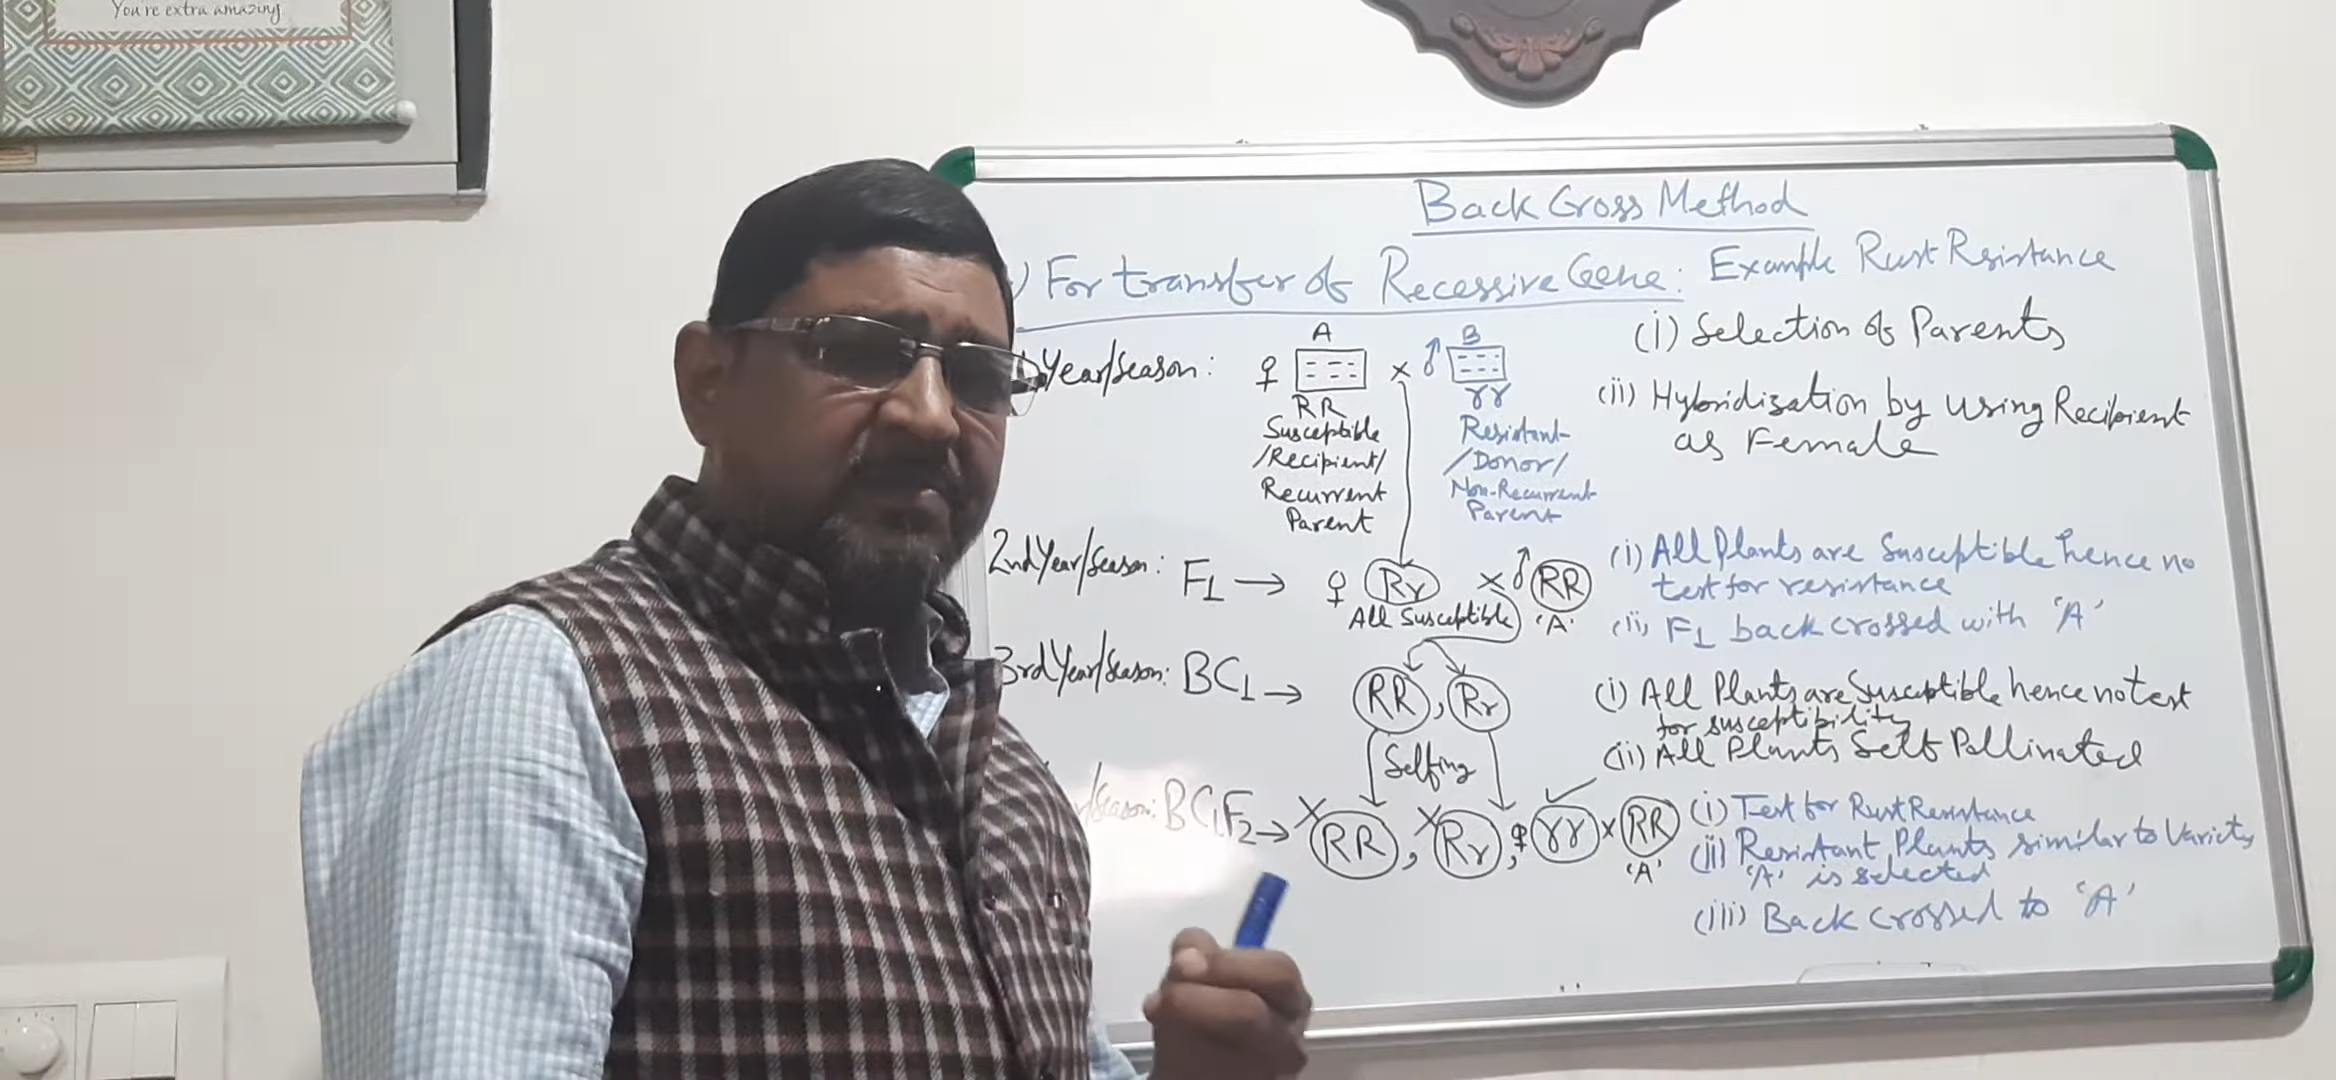 You're extra amazing
Back Cross Method
) For transfer of Recessive Gene: Example Rust Resistance
Year/Season: ♀ A × ♂ B
RR
Susceptible
/Recipient/
Recurrent
Parent
rr
Resistant
/Donor/
Non-Recurrent
Parent
(i) Selection of Parents
(ii) Hybridization by using Recipient
as Female
2nd Year/Season: F1 → ♀ Rr × ♂ RR
All Susceptible 'A'
(i) All Plants are Susceptible hence no
test for resistance
(ii) F1 back crossed with 'A'
3rd Year/Season: BC1 → RR, Rr
Selfing
(i) All Plants are Susceptible hence no test
for susceptibility
(ii) All Plants Self Pollinated
/Season: BC1F2 → RR, Rr, ♀ rr × RR
'A'
(i) Test for Rust Resistance
(ii) Resistant Plants similar to Variety
'A' is selected
(iii) Back crossed to 'A'